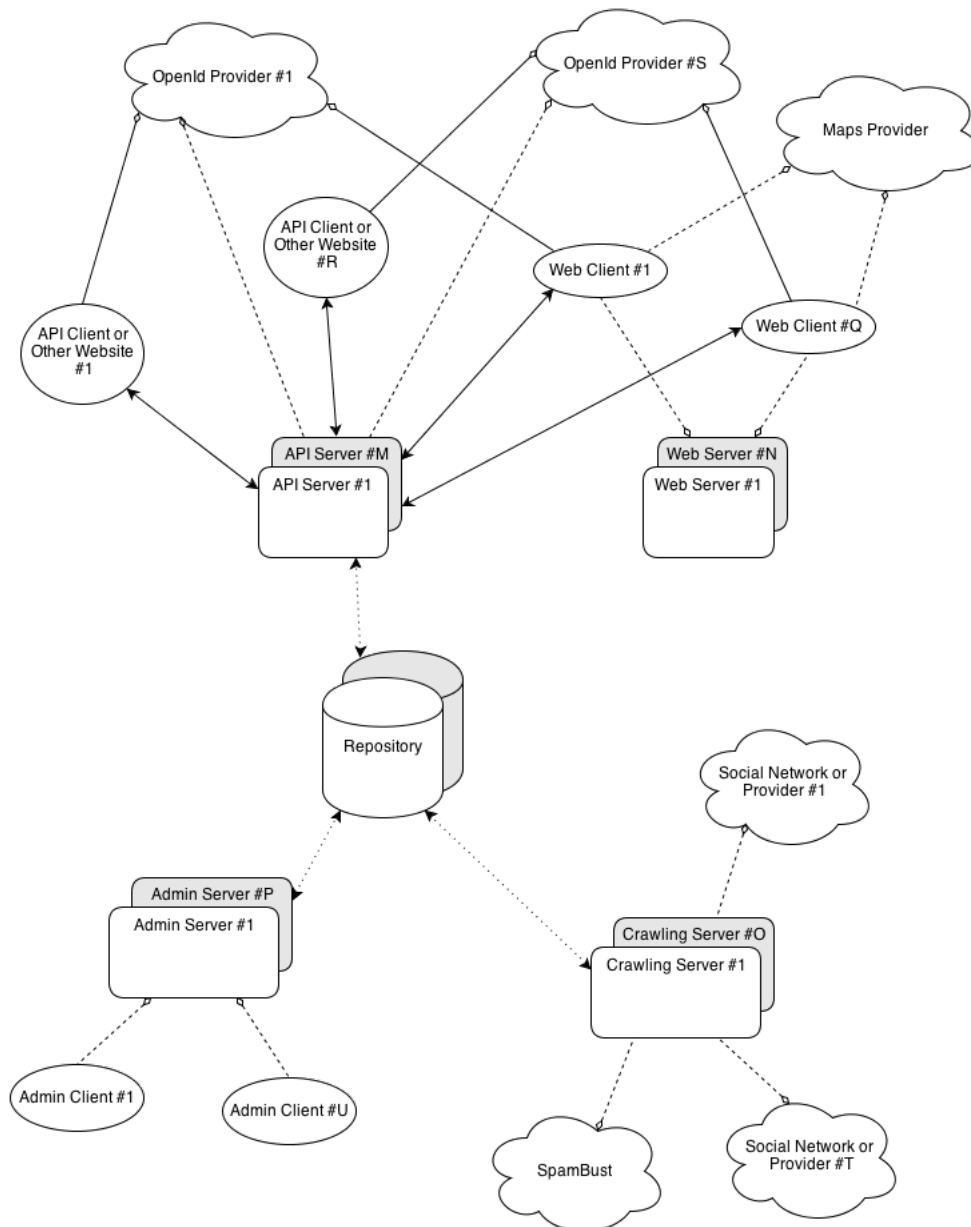 OpenId Provider #1
OpenId Provider #S
Maps Provider
API Client or
Other Website
#R
Web Client #1
API Client or
Other Website
#1
Web Client #Q
API Server #M
API Server #1
Web Server #N
Web Server #1
Repository
Social Network or
Provider #1
Admin Server #P
Admin Server #1
Crawling Server #O
Crawling Server #1
Admin Client #1
Admin Client #U
SpamBust
Social Network or
Provider #T